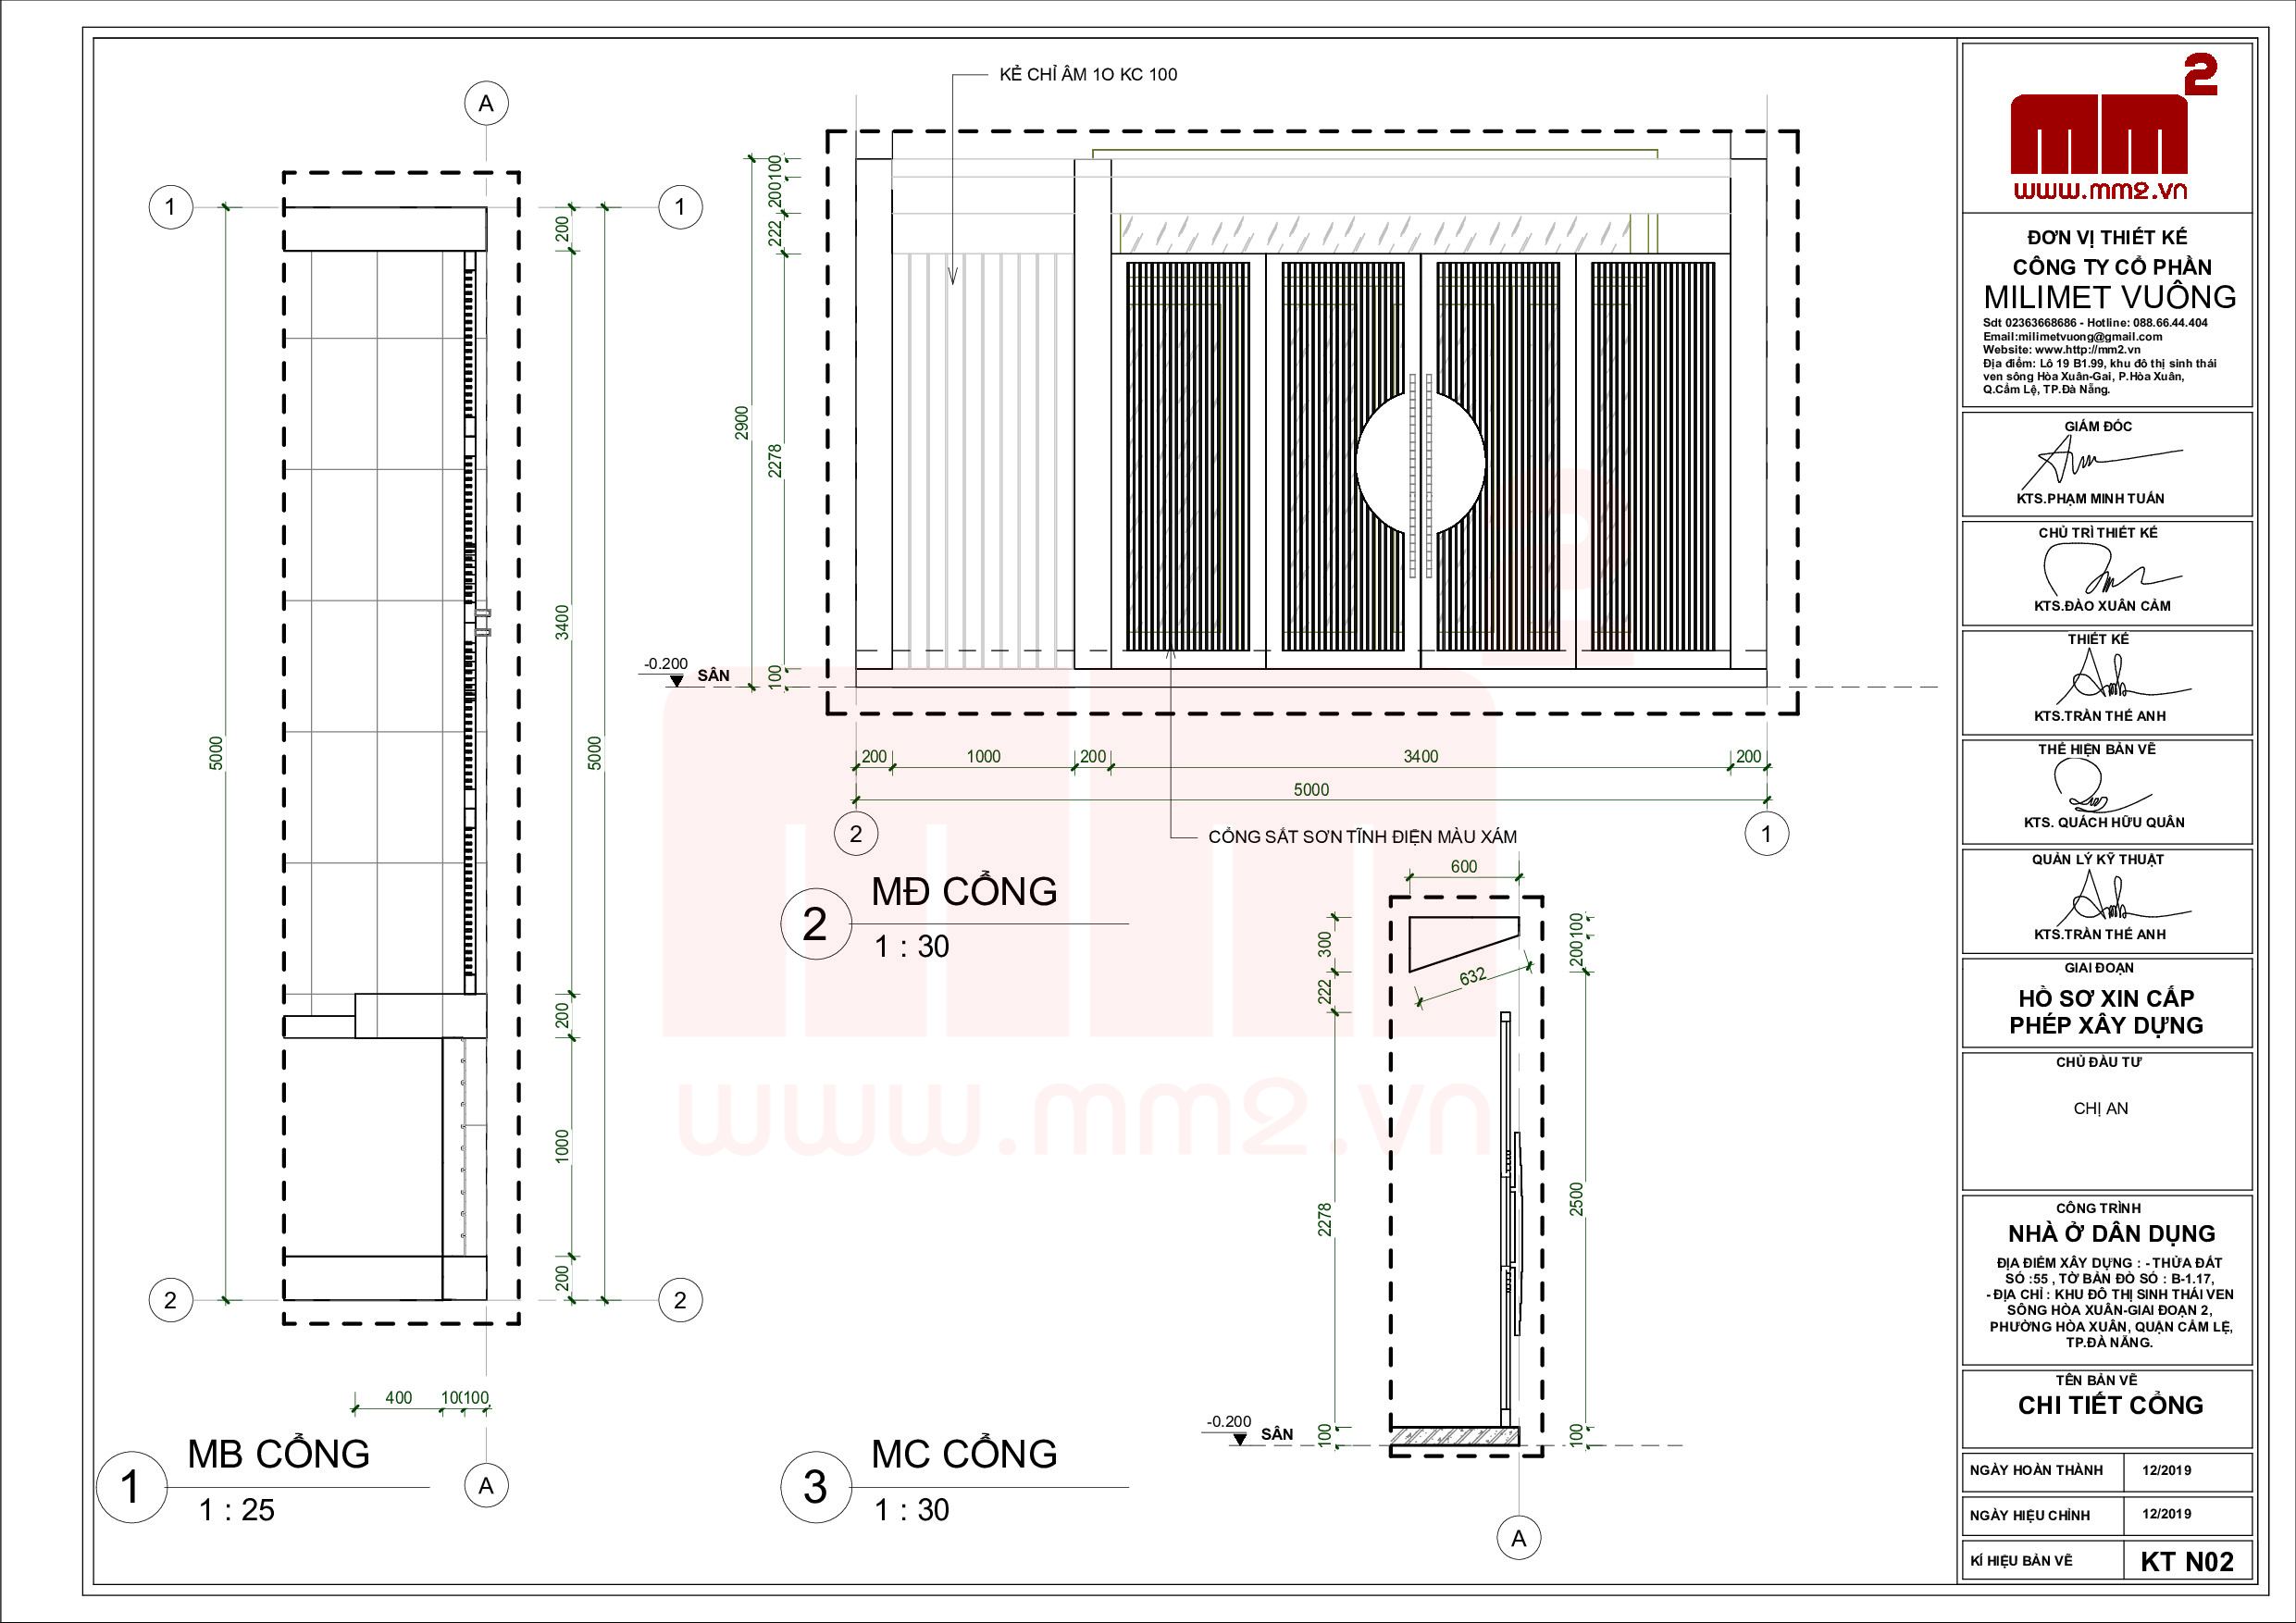 KẺ CHỈ ÂM 1O KC 100
A
1
1
200
3400
5000
5000
200
1000
200
2
2
400
100
100
A
1
MB CỔNG
1 : 25
100
200
222
2900
2278
100
-0.200
SÂN
200
1000
200
3400
200
5000
2
1
CỔNG SẮT SƠN TĨNH ĐIỆN MÀU XÁM
2
MĐ CỔNG
1 : 30
600
300
222
2278
100
632
100
200
2500
100
-0.200
SÂN
A
3
MC CỔNG
1 : 30
mm2
www.mm2.vn
mm2
www.mm2.vn
ĐƠN VỊ THIẾT KẾ
CÔNG TY CỔ PHẦN
MILIMET VUÔNG
Sdt 02363668686 - Hotline: 088.66.44.404
Email:milimetvuong@gmail.com
Website: www.http://mm2.vn
Địa điểm: Lô 19 B1.99, khu đô thị sinh thái
ven sông Hòa Xuân-Gai, P.Hòa Xuân,
Q.Cẩm Lệ, TP.Đà Nẵng.
GIÁM ĐỐC
KTS.PHẠM MINH TUẤN
CHỦ TRÌ THIẾT KẾ
KTS.ĐÀO XUÂN CẢM
THIẾT KẾ
KTS.TRẦN THẾ ANH
THỂ HIỆN BẢN VẼ
KTS. QUÁCH HỮU QUÂN
QUẢN LÝ KỸ THUẬT
KTS.TRẦN THẾ ANH
GIAI ĐOẠN
HỒ SƠ XIN CẤP
PHÉP XÂY DỰNG
CHỦ ĐẦU TƯ
CHỊ AN
CÔNG TRÌNH
NHÀ Ở DÂN DỤNG
ĐỊA ĐIỂM XÂY DỰNG : - THỬA ĐẤT
SỐ :55 , TỜ BẢN ĐỒ SỐ : B-1.17,
- ĐỊA CHỈ : KHU ĐÔ THỊ SINH THÁI VEN
SÔNG HÒA XUÂN-GIAI ĐOẠN 2,
PHƯỜNG HÒA XUÂN, QUẬN CẨM LỆ,
TP.ĐÀ NẴNG.
TÊN BẢN VẼ
CHI TIẾT CỔNG
NGÀY HOÀN THÀNH 12/2019
NGÀY HIỆU CHỈNH 12/2019
KÍ HIỆU BẢN VẼ KT N02